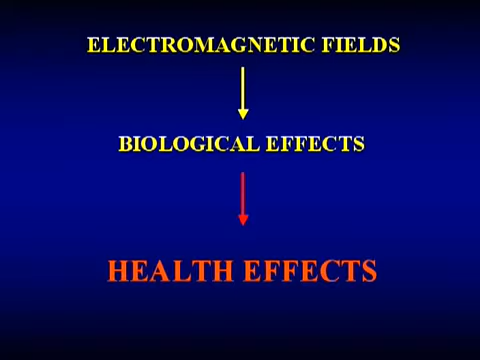 ELECTROMAGNETIC FIELDS
BIOLOGICAL EFFECTS
HEALTH EFFECTS